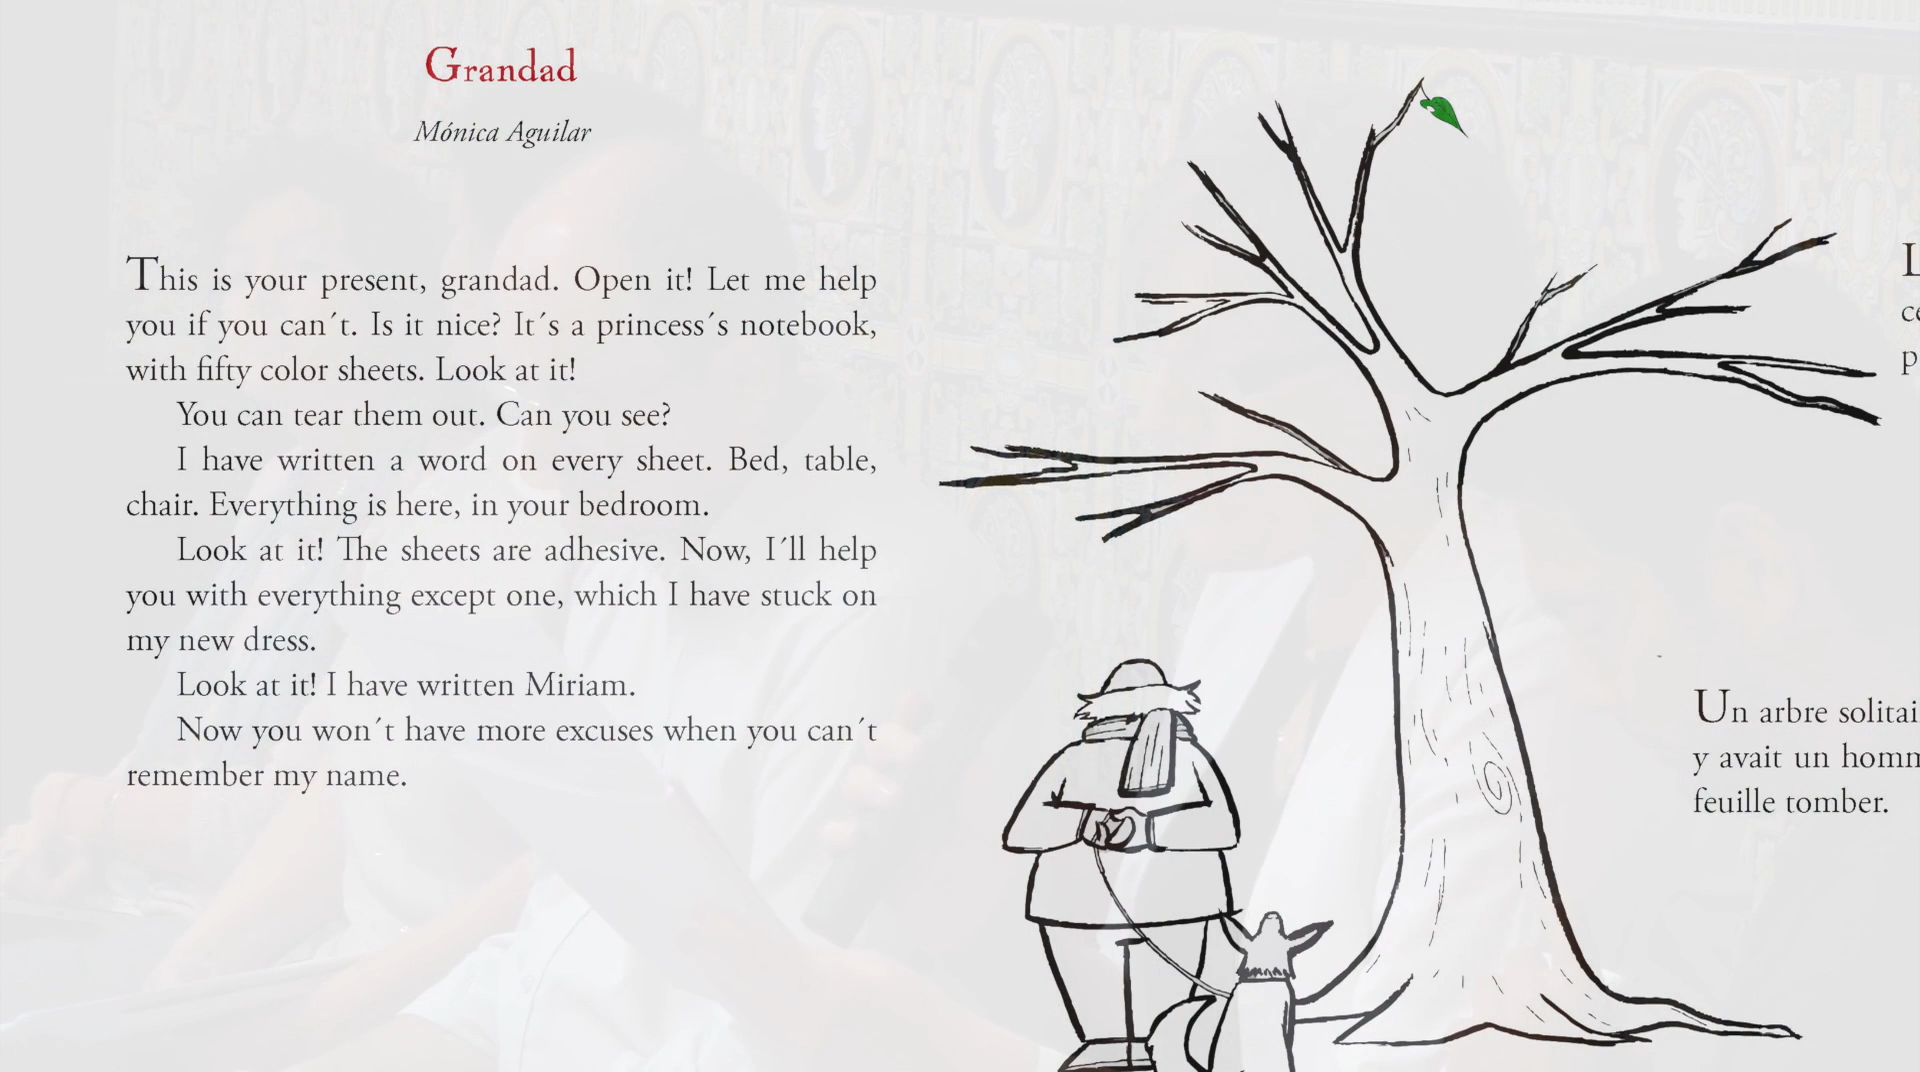 Grandad
Mónica Aguilar
This is your present, grandad. Open it! Let me help
you if you can´t. Is it nice? It´s a princess´s notebook,
with fifty color sheets. Look at it!
You can tear them out. Can you see?
I have written a word on every sheet. Bed, table,
chair. Everything is here, in your bedroom.
Look at it! The sheets are adhesive. Now, I´ll help
you with everything except one, which I have stuck on
my new dress.
Look at it! I have written Miriam.
Now you won´t have more excuses when you can´t
remember my name.
Un arbre
y avait un
feuille tomber.